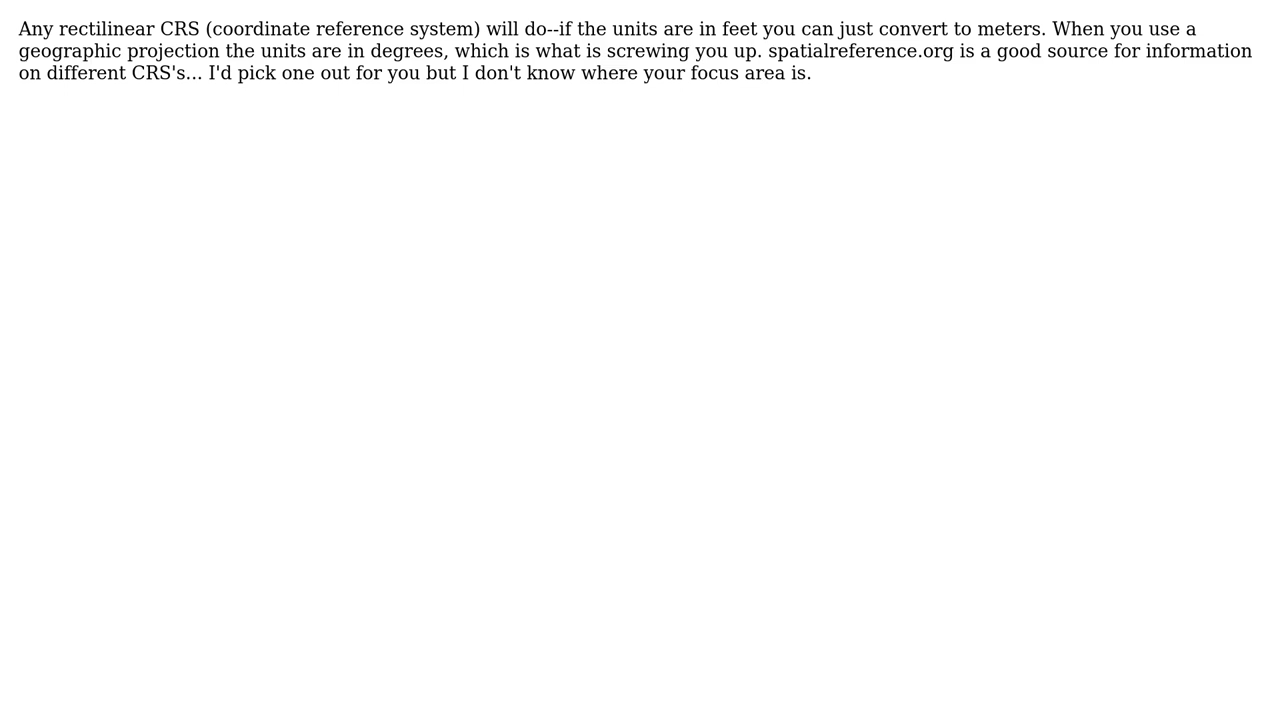 Any rectilinear CRS (coordinate reference system) will do--if the units are in feet you can just convert to meters. When you use a
geographic projection the units are in degrees, which is what is screwing you up. spatialreference.org is a good source for information
on different CRS's... I'd pick one out for you but I don't know where your focus area is.